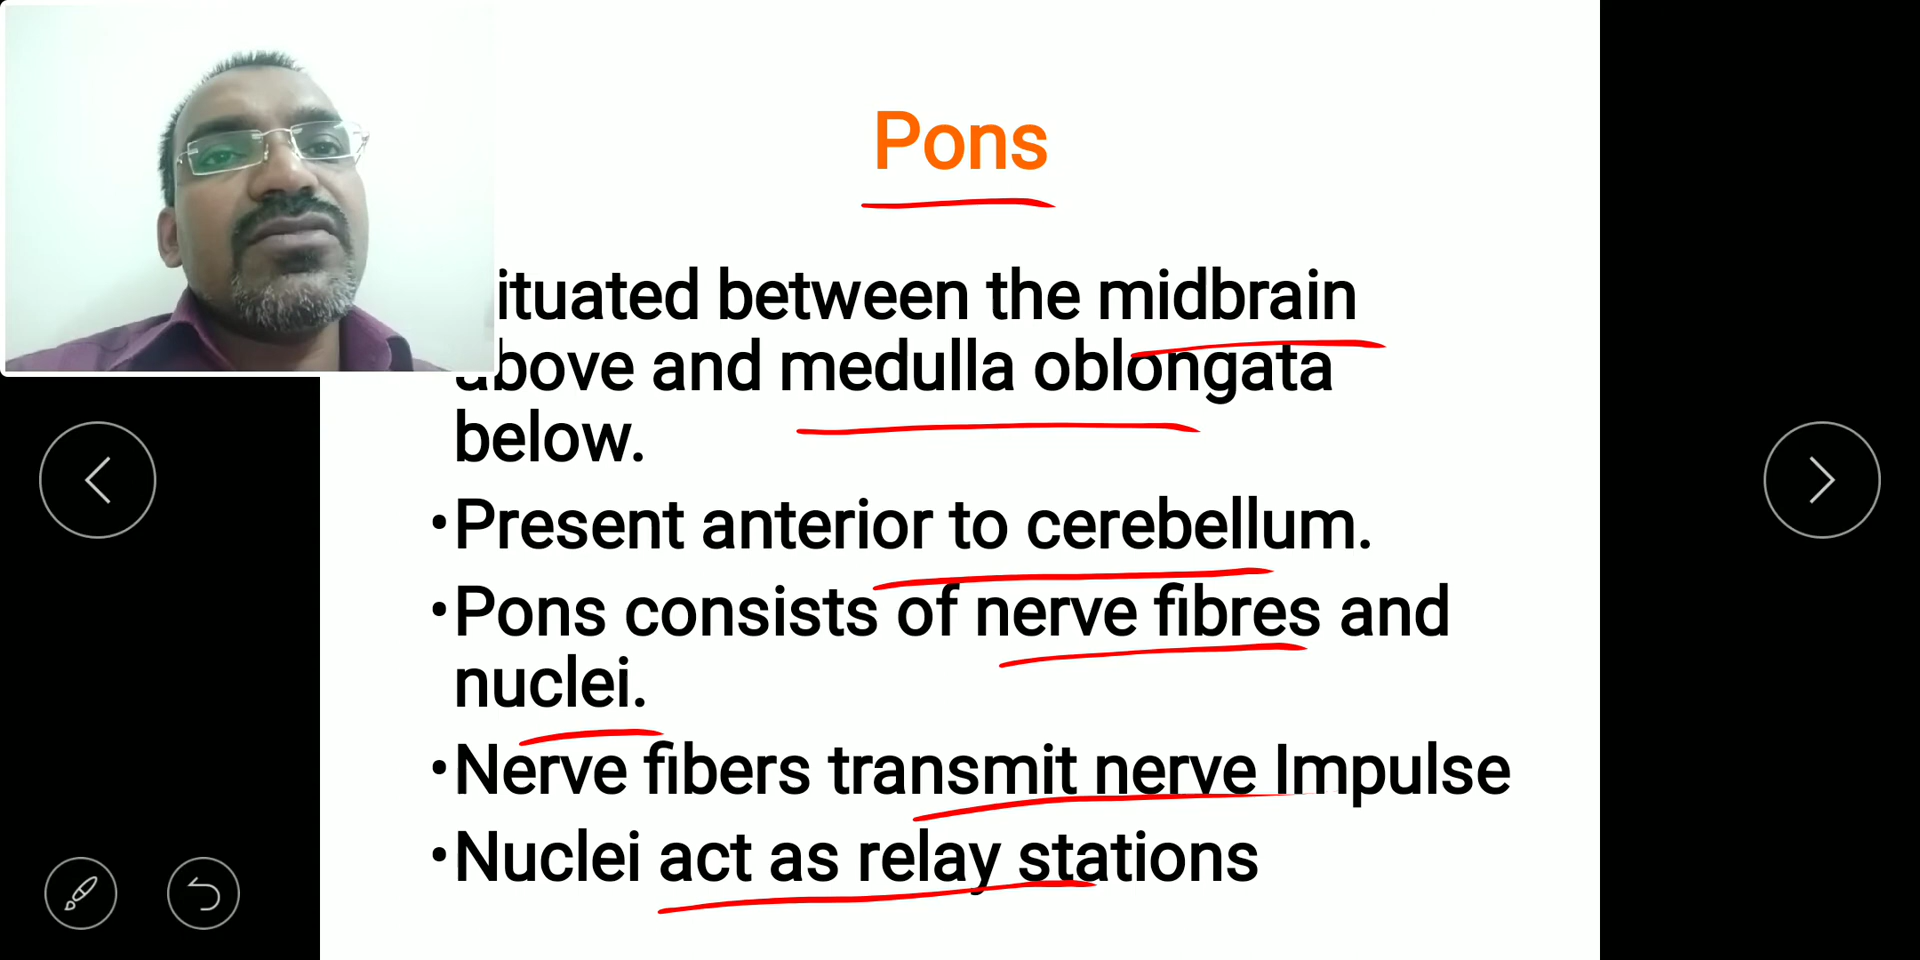 Pons
ituated between the midbrain
above and medulla oblongata
below.
•Present anterior to cerebellum.
•Pons consists of nerve fibres and
nuclei.
•Nerve fibers transmit nerve Impulse
•Nuclei act as relay stations